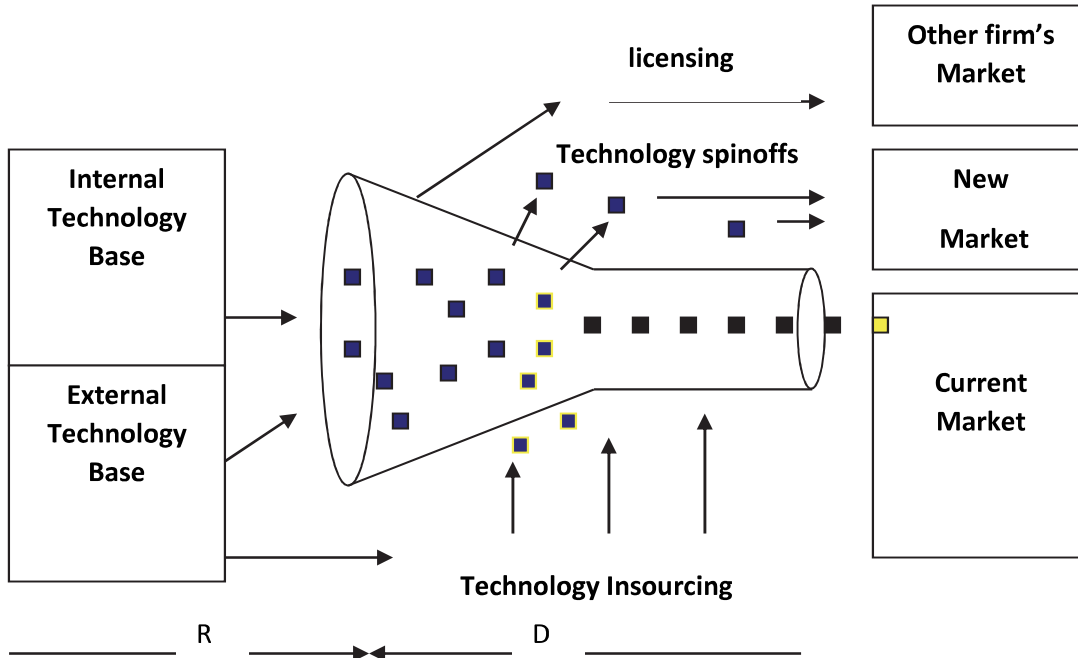 licensing
Other firm's
Market
Technology spinoffs
New
Market
Internal
Technology
Base
External
Technology
Base
Current
Market
Technology Insourcing
R
D